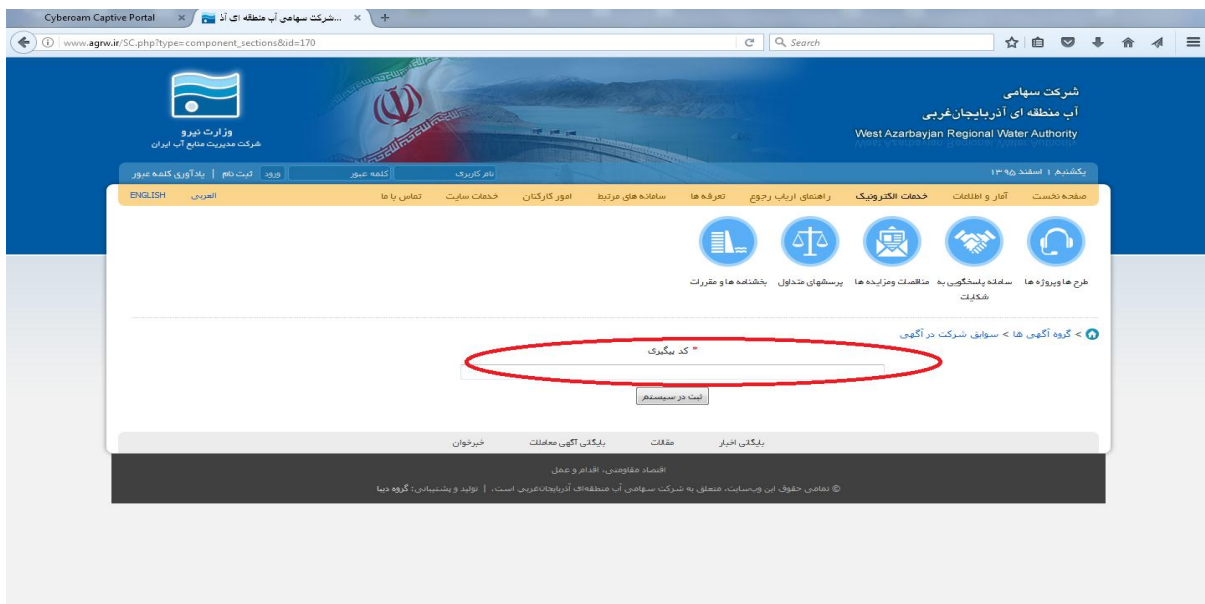 Cyberoam Captive Portal
شرکت سهامی آب منطقه ای آذ...
www.agrw.ir/SC.php?type=component_sections&id=170
Search
شرکت سهامی
آب منطقه ای آذربایجان‌غربی
West Azarbayjan Regional Water Authority
وزارت نیرو
شرکت مدیریت منابع آب ایران
یکشنبه ۱ اسفند ۱۳۹۵
نام کاربری
کلمه عبور
ورود
ثبت نام | یادآوری کلمه عبور
صفحه نخست
آمار و اطلاعات
خدمات الکترونیک
راهنمای ارباب رجوع
تعرفه ها
سامانه های مرتبط
امور کارکنان
خدمات سایت
تماس با ما
العربی
ENGLISH
طرح هاوپروژه ها
سامانه پاسخگویی به شکایات
مناقصات ومزایده ها
پرسشهای متداول
بخشنامه ها و مقررات
> گروه آگهی ها > سوابق شرکت در آگهی
* کد پیگیری
ثبت در سیستم
بایگانی اخبار
مقالات
بایگانی آگهی معاملات
خبرخوان
اقتصاد مقاومتی، اقدام و عمل
© تمامی حقوق این وب‌سایت، متعلق به شرکت سهامی آب منطقه‌ای آذربایجان‌غربی است. | تولید و پشتیبانی: گروه دیبا